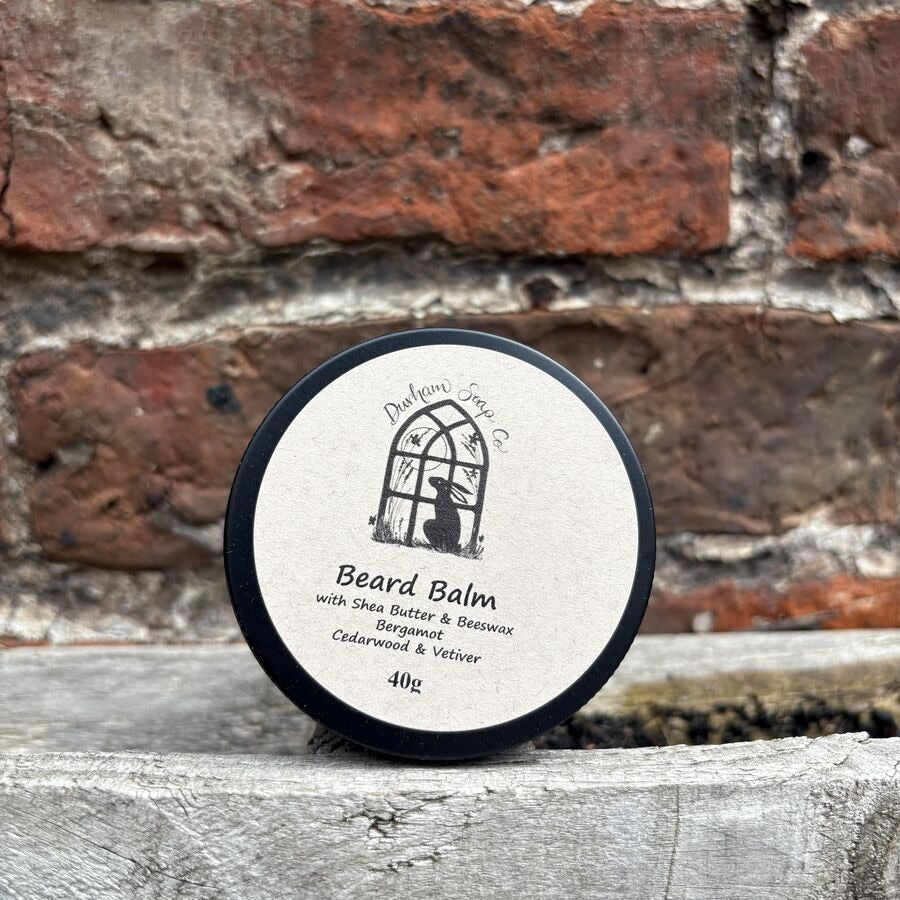 Durham Soap Co
Beard Balm
with Shea Butter & Beeswax
Bergamot
Cedarwood & Vetiver
40g